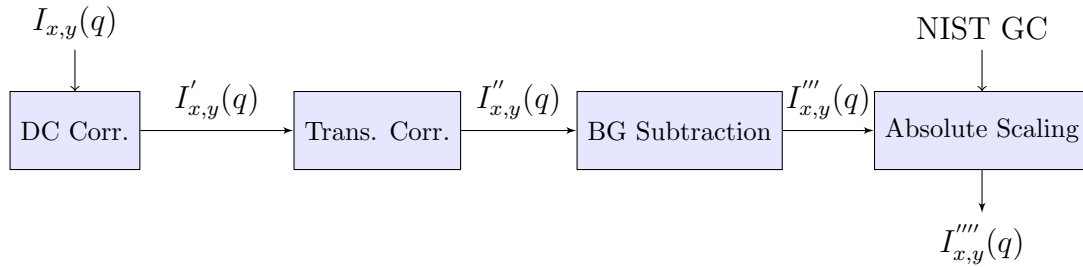 I_{x,y}(q)
NIST GC
I'_{x,y}(q)
I''_{x,y}(q)
I'''_{x,y}(q)
DC Corr.
Trans. Corr.
BG Subtraction
Absolute Scaling
I''''_{x,y}(q)